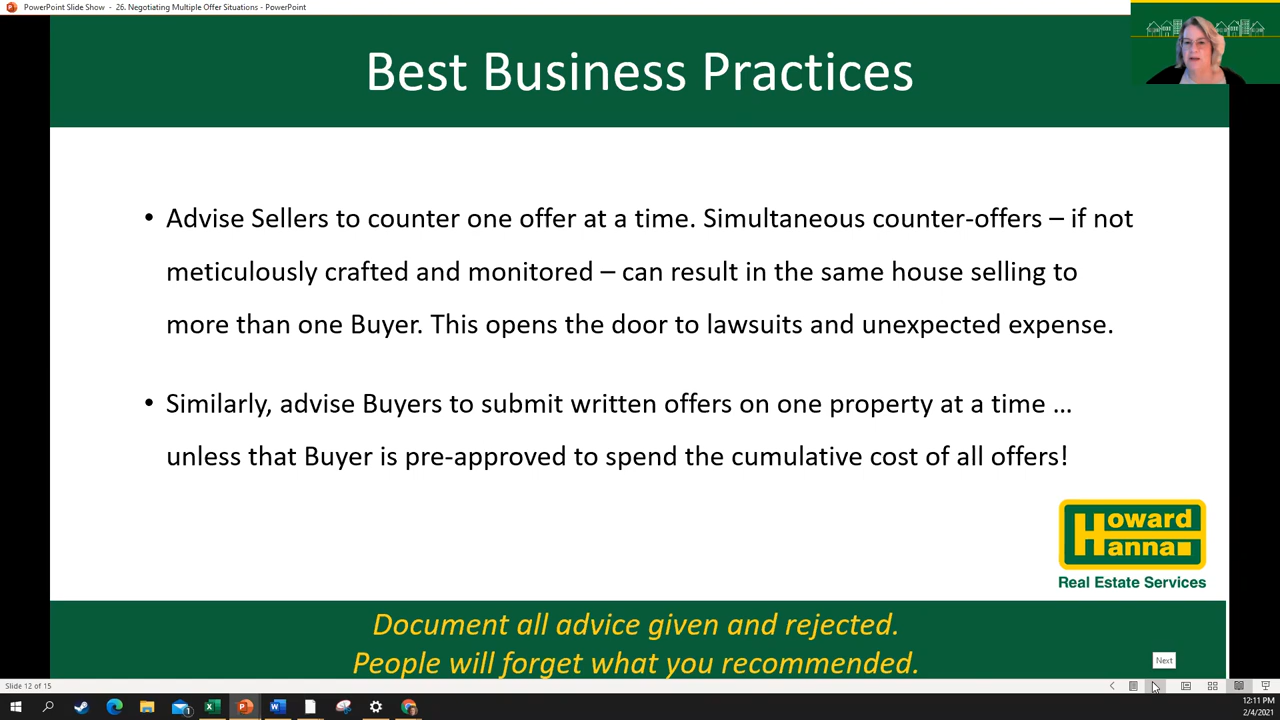 PowerPoint Slide Show - 26. Negotiating Multiple Offer Situations - PowerPoint
Best Business Practices
• Advise Sellers to counter one offer at a time. Simultaneous counter-offers – if not
meticulously crafted and monitored – can result in the same house selling to
more than one Buyer. This opens the door to lawsuits and unexpected expense.
• Similarly, advise Buyers to submit written offers on one property at a time …
unless that Buyer is pre-approved to spend the cumulative cost of all offers!
Howard
Hanna
Real Estate Services
Document all advice given and rejected.
People will forget what you recommended.
Next
Slide 12 of 15
12:11 PM
2/4/2021